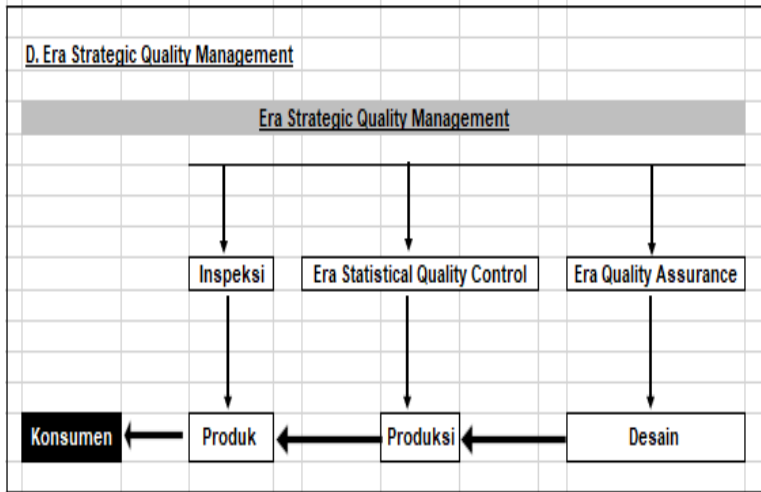 D. Era Strategic Quality Management
Era Strategic Quality Management
Inspeksi
Era Statistical Quality Control
Era Quality Assurance
Konsumen
Produk
Produksi
Desain